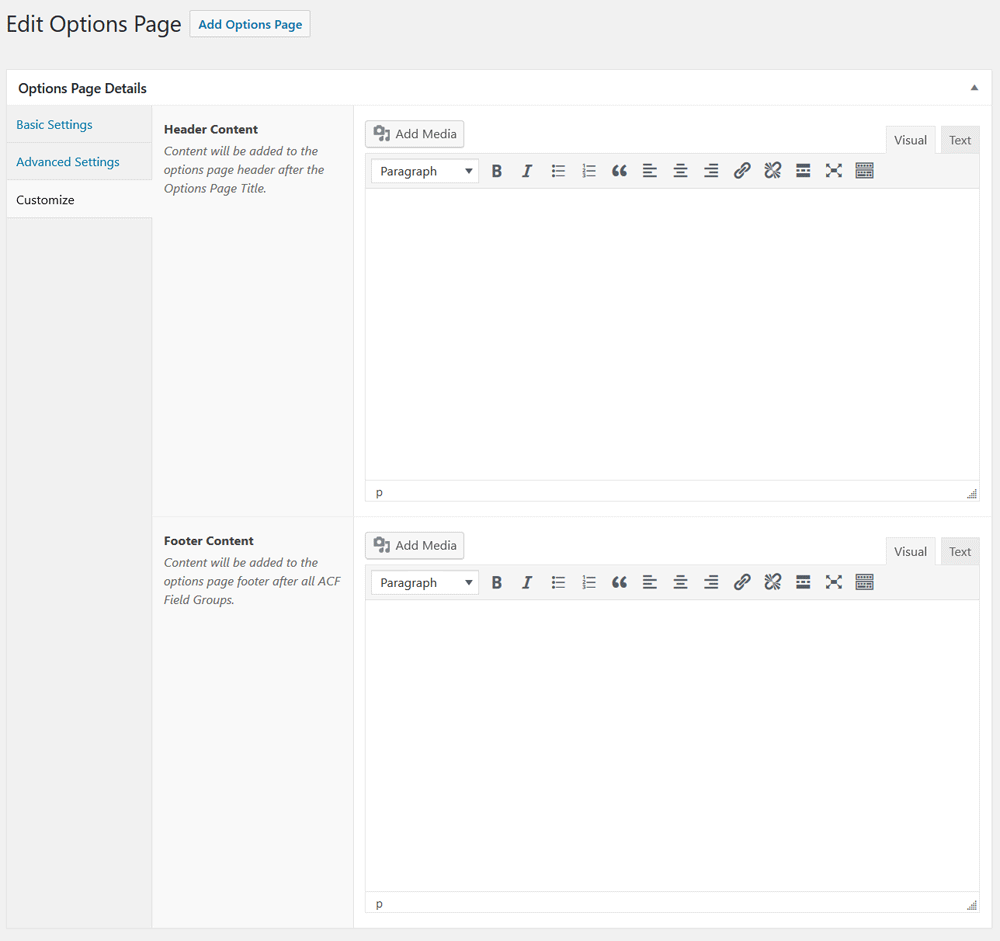 Edit Options Page Add Options Page
Options Page Details
Basic Settings
Advanced Settings
Customize
Header Content
Content will be added to the
options page header after the
Options Page Title.
Add Media
Visual Text
Paragraph B I
p
Footer Content
Content will be added to the
options page footer after all ACF
Field Groups.
Add Media
Visual Text
Paragraph B I
p